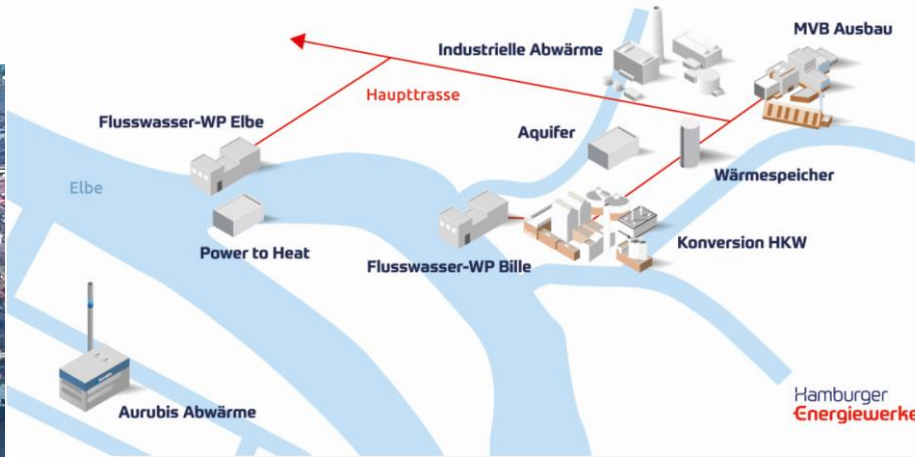 MVB Ausbau
Industrielle Abwärme
Haupttrasse
Flusswasser-WP Elbe
Aquifer
Wärmespeicher
Elbe
Konversion HKW
Power to Heat
Flusswasser-WP Bille
Aurubis Abwärme
Hamburger
Energiewerke